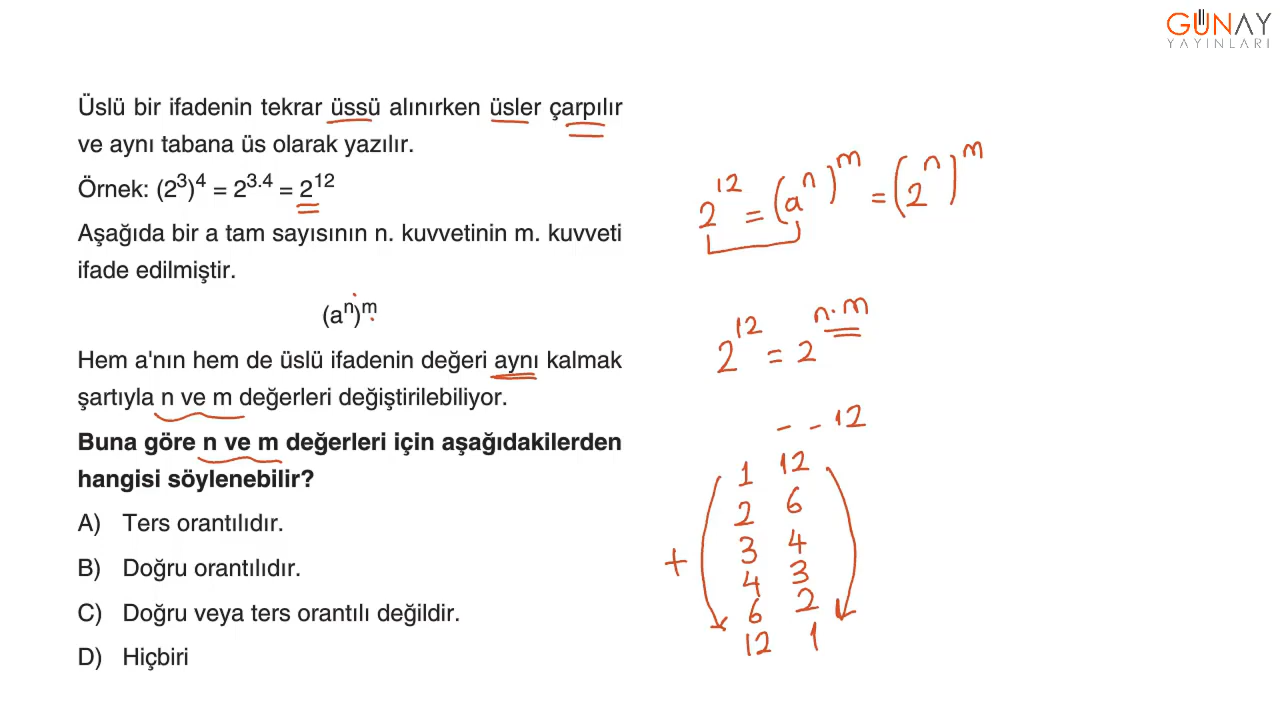 GÜNAY
YAYINLARI
Üslü bir ifadenin tekrar üssü alınırken üsler çarpılır
ve aynı tabana üs olarak yazılır.
Örnek: (2³)⁴ = 2³·⁴ = 2¹²
Aşağıda bir a tam sayısının n. kuvvetinin m. kuvveti
ifade edilmiştir.
(aⁿ)ᵐ
Hem a'nın hem de üslü ifadenin değeri aynı kalmak
şartıyla n ve m değerleri değiştirilebiliyor.
Buna göre n ve m değerleri için aşağıdakilerden
hangisi söylenebilir?
A) Ters orantılıdır.
B) Doğru orantılıdır.
C) Doğru veya ters orantılı değildir.
D) Hiçbiri
2¹² = (aⁿ)ᵐ = (2ⁿ)ᵐ
2¹² = 2ⁿ·ᵐ
- - 12
1 12
2 6
3 4
+
4 3
6 2
12 1